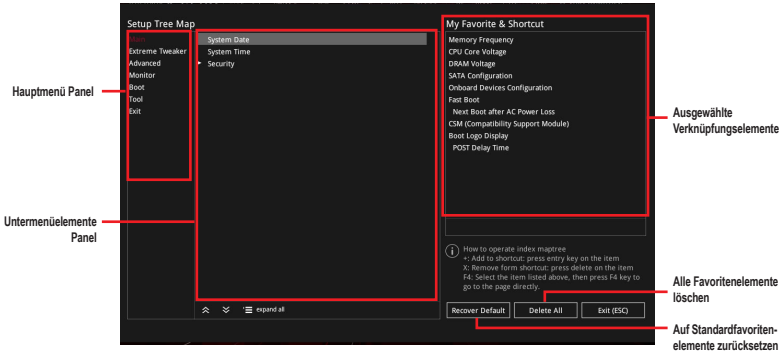 Setup Tree Map
My Favorite & Shortcut
Main
Extreme Tweaker
Advanced
Monitor
Boot
Tool
Exit
System Date
System Time
Security
Memory Frequency
CPU Core Voltage
DRAM Voltage
SATA Configuration
Onboard Devices Configuration
Fast Boot
Next Boot after AC Power Loss
CSM (Compatibility Support Module)
Boot Logo Display
POST Delay Time
Hauptmenü Panel
Ausgewählte
Verknüpfungselemente
Untermenüelemente
Panel
How to operate index maptree
+: Add to shortcut: press entry key on the item
X: Remove form shortcut: press delete on the item
F4: Select the item listed above, then press F4 key to
go to the page directly.
expand all
Recover Default
Delete All
Exit (ESC)
Alle Favoritenelemente
löschen
Auf Standardfavoriten-
elemente zurücksetzen